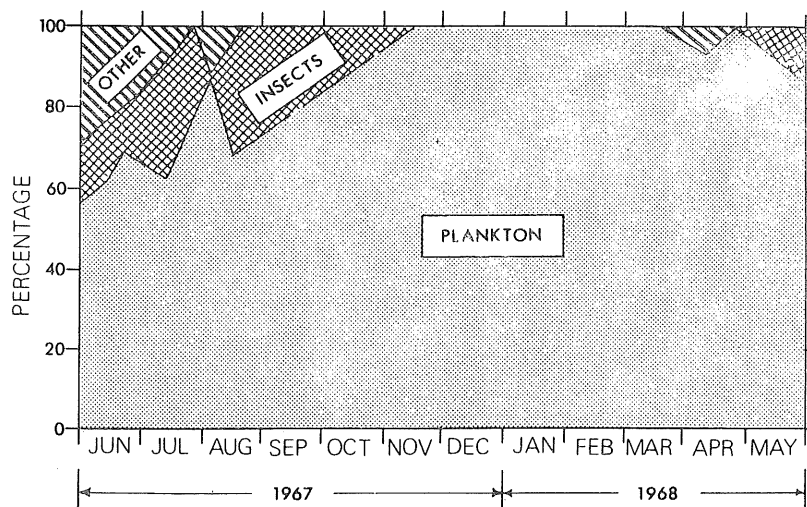 100
80
60
40
20
0
PERCENTAGE
OTHER
INSECTS
PLANKTON
JUN JUL AUG SEP OCT NOV DEC JAN FEB MAR APR MAY
1967 1968